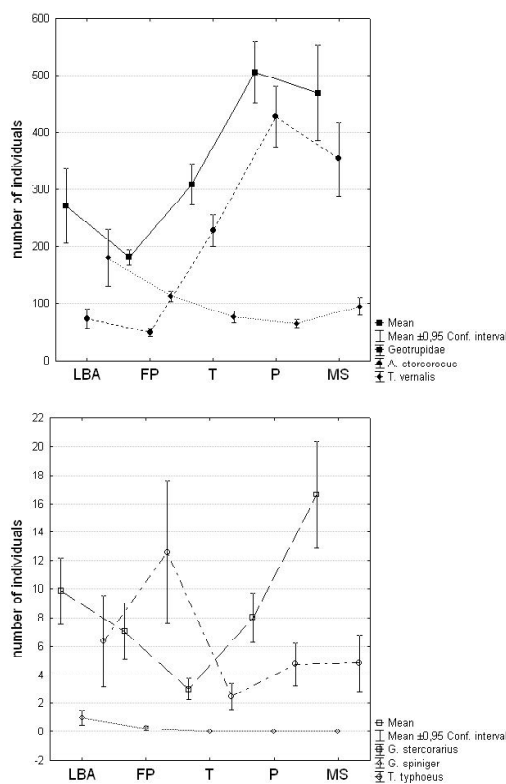 600
500
400
300
200
100
0
number of individuals
LBA FP T P MS
Mean
Mean ±0,95 Conf. interval
Geotrupidae
A.
T. vernalis
22
20
18
16
14
12
10
8
6
4
2
0
-2
number of individuals
LBA FP T P MS
Mean
Mean ±0,95 Conf. interval
G. stercorarius
G. spiniger
T. typhoeus